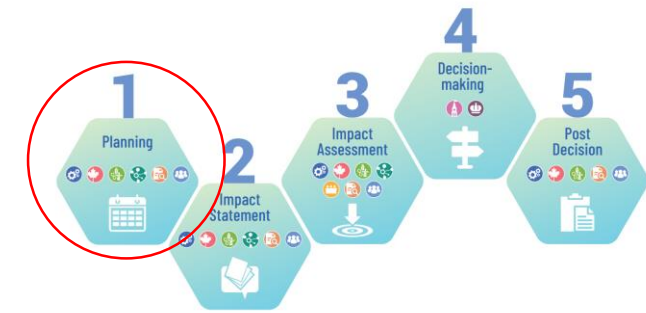 1
Planning
2
Impact
Statement
3
Impact
Assessment
4
Decision-
making
5
Post
Decision